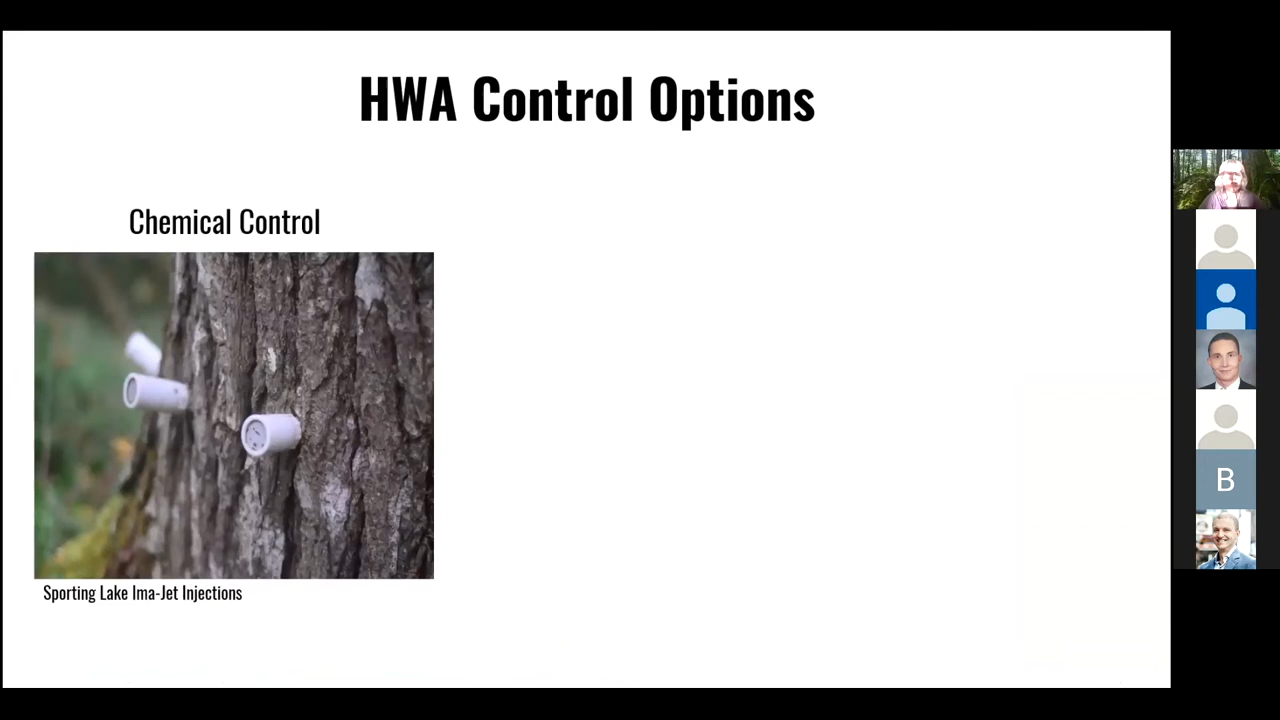 HWA Control Options
Chemical Control
Sporting Lake Ima-Jet Injections
B